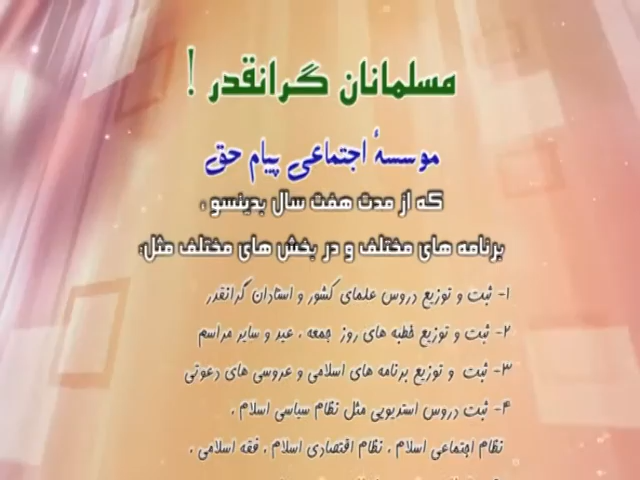 مسلمانان گرانقدر !
موسسهٔ اجتماعی پیام حق
که از مدت هفت سال بدینسو ،
برنامه های مختلف و در بخش های مختلف مثل:
۱- ثبت و توزیع دروس علمای کشور و استادان گرانقدر
۲- ثبت و توزیع خطبه های روز جمعه ، عید و سایر مراسم
۳- ثبت و توزیع برنامه های اسلامی و عروسی های دعوتی
۴- ثبت دروس استدیویی مثل نظام سیاسی اسلام ،
نظام اجتماعی اسلام ، نظام اقتصادی اسلام ، فقه اسلامی ،